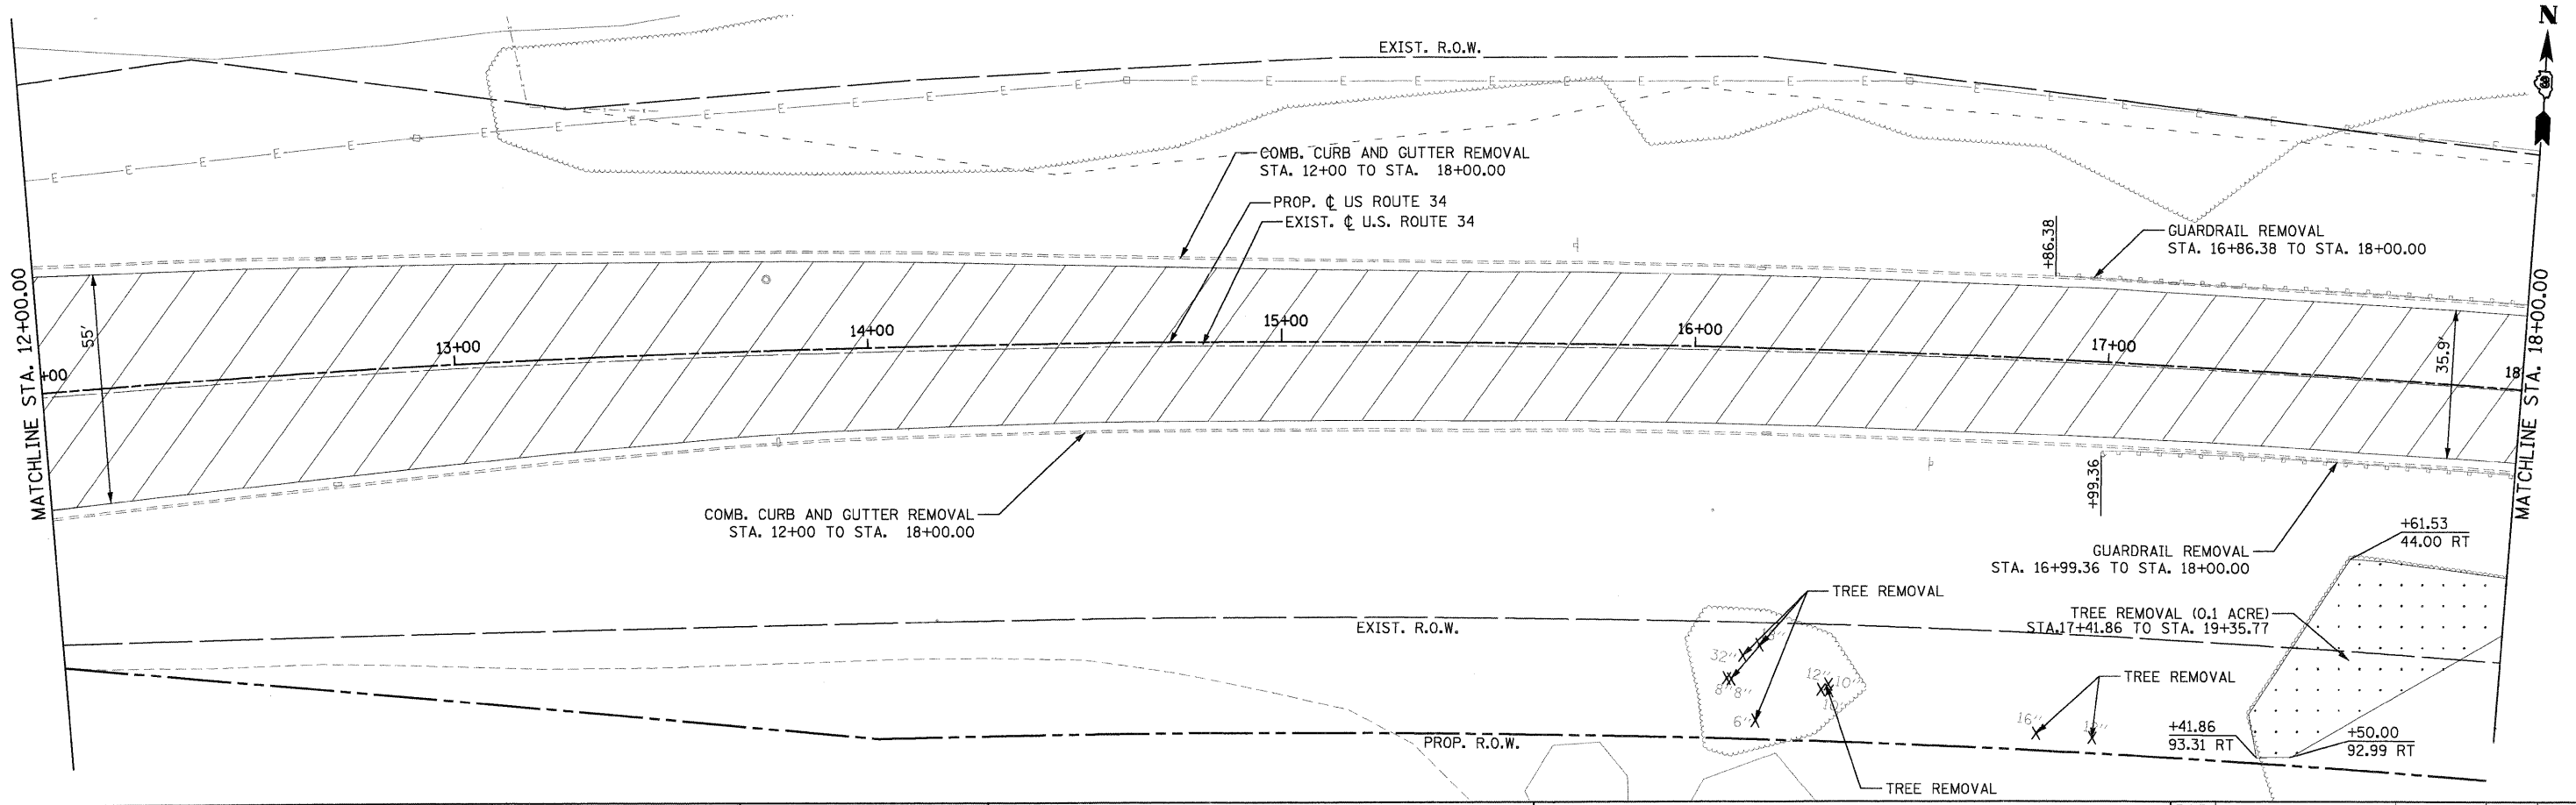 N
EXIST. R.O.W.
E E E E E E E E E E E E E E E E E E E E E E E E E E E E E E E
COMB. CURB AND GUTTER REMOVAL
STA. 12+00 TO STA. 18+00.00
PROP. ℄ US ROUTE 34
EXIST. ℄ U.S. ROUTE 34
+86.38
GUARDRAIL REMOVAL
STA. 16+86.38 TO STA. 18+00.00
MATCHLINE STA. 12+00.00
55'
+00
13+00
14+00
15+00
16+00
17+00
18
35.9'
MATCHLINE STA. 18+00.00
+99.36
COMB. CURB AND GUTTER REMOVAL
STA. 12+00 TO STA. 18+00.00
GUARDRAIL REMOVAL
STA. 16+99.36 TO STA. 18+00.00
+61.53
44.00 RT
TREE REMOVAL
TREE REMOVAL (0.1 ACRE)
STA.17+41.86 TO STA. 19+35.77
EXIST. R.O.W.
32"
8"
8"
12"
10"
10"
6"
TREE REMOVAL
16"
+41.86
93.31 RT
+50.00
92.99 RT
PROP. R.O.W.
TREE REMOVAL